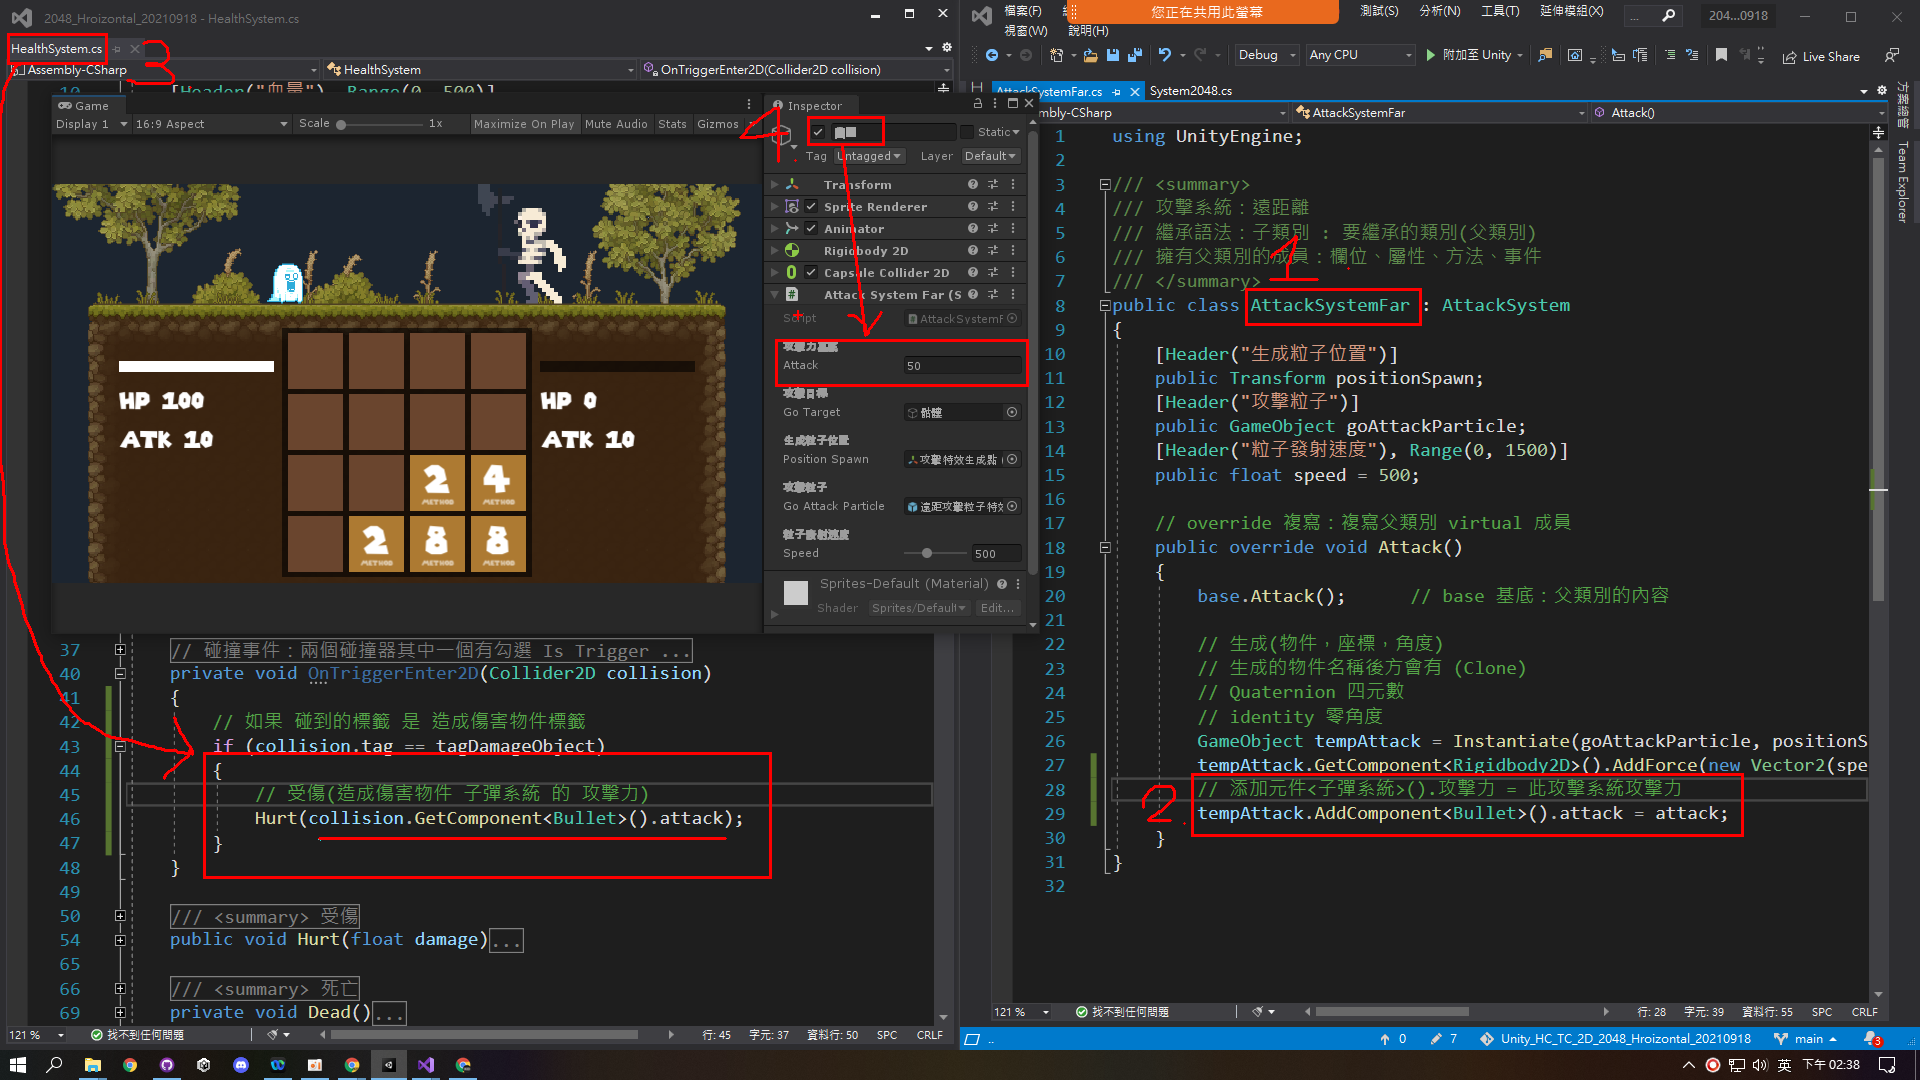 2048_Hroizontal_20210918 - HealthSystem.cs
HealthSystem.cs
3
Assembly-CSharp
HealthSystem
OnTriggerEnter2D(Collider2D collision)
Game
Display 1
16:9 Aspect
Scale
1x
Maximize On Play
Mute Audio
Stats
Gizmos
HP 100
ATK 10
HP 0
ATK 10
2
METHOD
4
METHOD
2
METHOD
8
METHOD
8
METHOD
Inspector
Static
Tag
Untagged
Layer
Default
Transform
Sprite Renderer
Animator
Rigidbody 2D
Capsule Collider 2D
Attack System Far (S
Script
AttackSystemF
Attack
50
攻擊目標
Go Target
骷髏
生成粒子位置
Position Spawn
攻擊特效生成點
攻擊粒子
Go Attack Particle
遠距攻擊粒子特效
粒子發射速度
Speed
500
Sprites-Default (Material)
Shader
Sprites/Default
Edit...
37 // 碰撞事件：兩個碰撞器其中一個有勾選 Is Trigger ...
40 private void OnTriggerEnter2D(Collider2D collision)
41 {
42 // 如果 碰到的標籤 是 造成傷害物件標籤
43 if (collision.tag == tagDamageObject)
44 {
45 // 受傷(造成傷害物件 子彈系統 的 攻擊力)
46 Hurt(collision.GetComponent<Bullet>().attack);
47 }
48 }
49
50 /// <summary> 受傷
54 public void Hurt(float damage)...
65
66 /// <summary> 死亡
69 private void Dead()...
121 %
找不到任何問題
行: 45
字元: 37
資料行: 50
SPC
CRLF
檔案(F)
您正在共用此螢幕
測試(S)
分析(N)
工具(T)
延伸模組(X)
204...0918
視窗(W)
說明(H)
Debug
Any CPU
附加至 Unity
Live Share
AttackSystemFar.cs
System2048.cs
mbly-CSharp
AttackSystemFar
Attack()
方案總管
Team Explorer
1 using UnityEngine;
2
3 /// <summary>
4 /// 攻擊系統：遠距離
5 /// 繼承語法：子類別 : 要繼承的類別(父類別)
6 /// 擁有父類別的成員：欄位、屬性、方法、事件
7 /// </summary>
1
8 public class AttackSystemFar : AttackSystem
9 {
10 [Header("生成粒子位置")]
11 public Transform positionSpawn;
12 [Header("攻擊粒子")]
13 public GameObject goAttackParticle;
14 [Header("粒子發射速度"), Range(0, 1500)]
15 public float speed = 500;
16
17 // override 複寫：複寫父類別 virtual 成員
18 public override void Attack()
19 {
20 base.Attack(); // base 基底：父類別的內容
21
22 // 生成(物件，座標，角度)
23 // 生成的物件名稱後方會有 (Clone)
24 // Quaternion 四元數
25 // identity 零角度
26 GameObject tempAttack = Instantiate(goAttackParticle, positionS
27 tempAttack.GetComponent<Rigidbody2D>().AddForce(new Vector2(spe
28 // 添加元件<子彈系統>().攻擊力 = 此攻擊系統攻擊力
2.
29 tempAttack.AddComponent<Bullet>().attack = attack;
30 }
31 }
32
121 %
找不到任何問題
行: 28
字元: 39
資料行: 55
SPC
CRLF
0
7
Unity_HC_TC_2D_2048_Hroizontal_20210918
main
3
英
下午 02:38